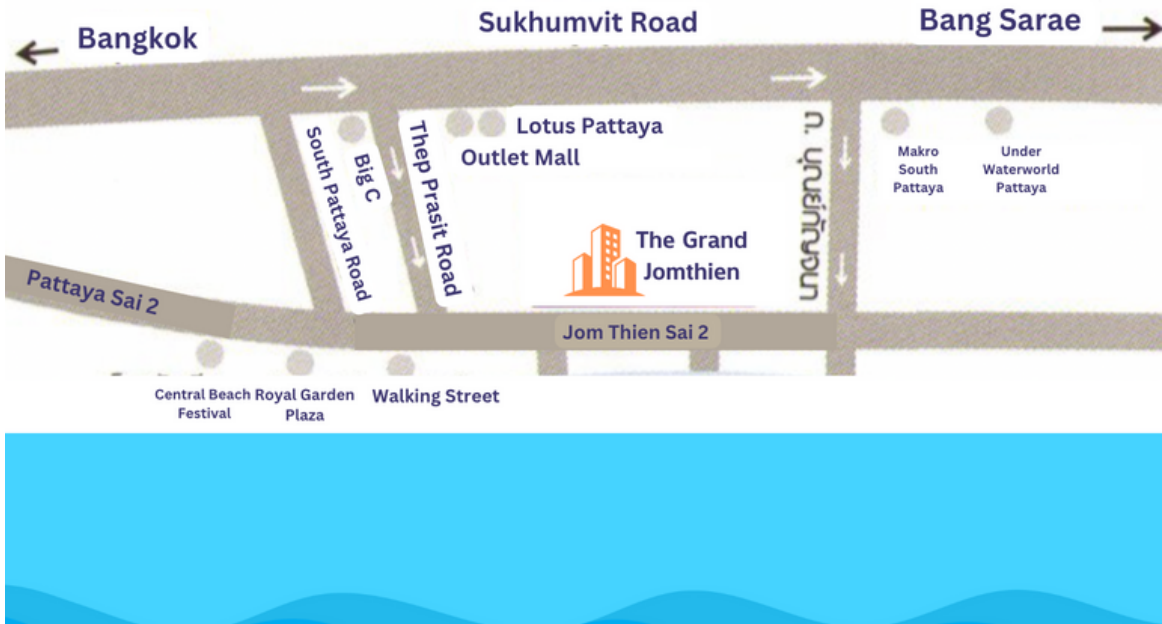 Bangkok
Sukhumvit Road
Bang Sarae
South Pattaya Road
Big C
Thep Prasit Road
Lotus Pattaya
Outlet Mall
ถ. บุณย์กัญจนา
Makro
South
Pattaya
Under
Waterworld
Pattaya
The Grand
Jomthien
Pattaya Sai 2
Jom Thien Sai 2
Central Beach
Festival
Royal Garden
Plaza
Walking Street